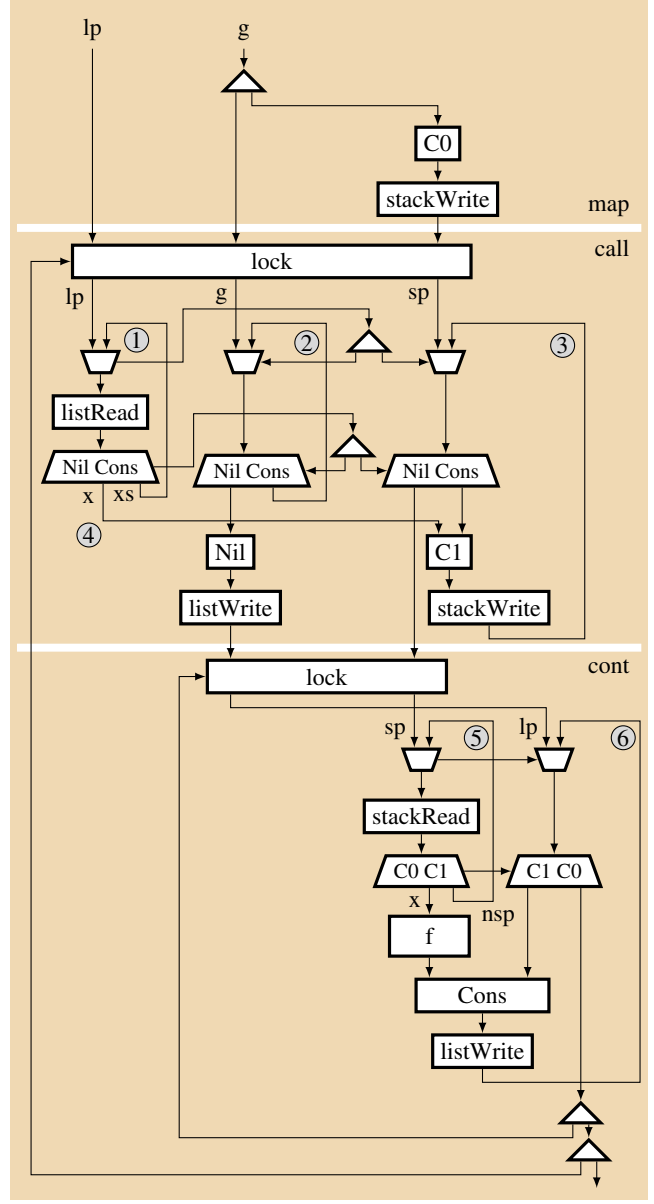 lp g
C0
stackWrite
map
call
lock
lp g sp
1 2 3
listRead
Nil Cons Nil Cons Nil Cons
x xs
4
Nil C1
listWrite stackWrite
cont
lock
sp 5 lp 6
stackRead
C0 C1 C1 C0
x nsp
f
Cons
listWrite